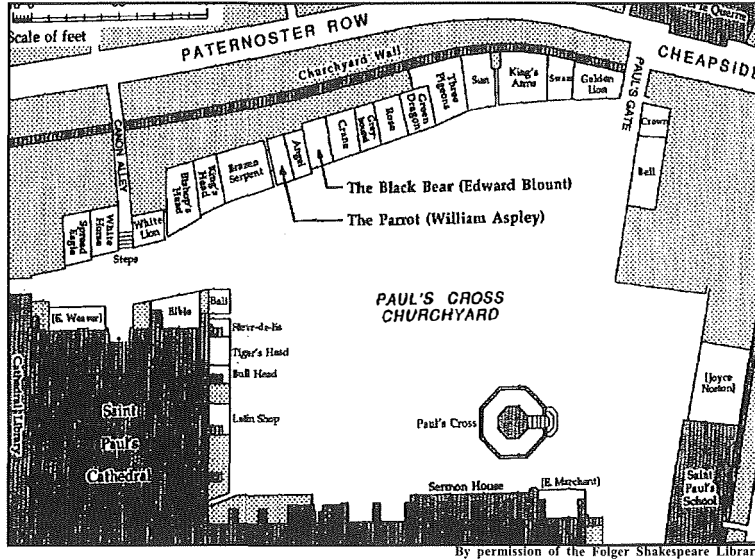 Scale of feet
PATERNOSTER ROW
Churchyard Wall
CHEAPSIDE
PAUL'S GATE
CANON ALLEY
Spread Eagle
White Horse
Steps
White Lion
Bishop's Head
King's Head
Brazen Serpent
Angel
Crane
Grey-hound
Rose
Green Dragon
Three Pigeons
Sun
King's Arms
Swan
Golden Lion
Crown
Bell
The Black Bear (Edward Blount)
The Parrot (William Aspley)
PAUL'S CROSS
CHURCHYARD
[E. Weaver]
Bible
Ball
Fleur-de-lis
Tiger's Head
Bull Head
Latin Shop
Cathedral Library
Saint
Paul's
Cathedral
Paul's Cross
Sermon House
[E. Marchant]
[Joyce
Norton]
Saint
Paul's
School
By permission of the Folger Shakespeare Librar